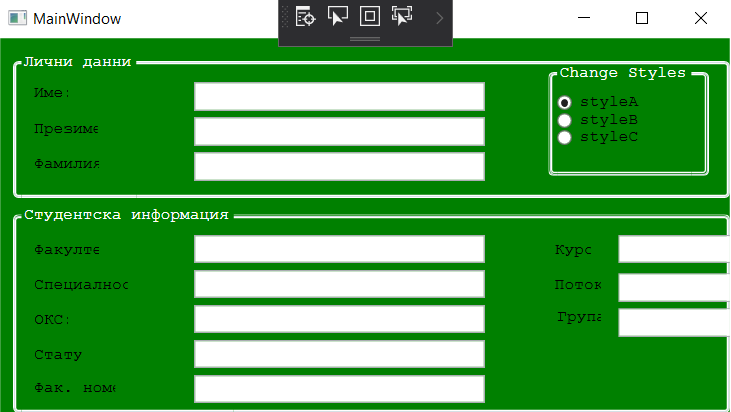 MainWindow
Лични данни
Име:
Презиме
Фамилия
Change Styles
styleA
styleB
styleC
Студентска информация
Факулте
Специалнос
ОКС:
Стату
Фак. номе
Курс
Поток
Група